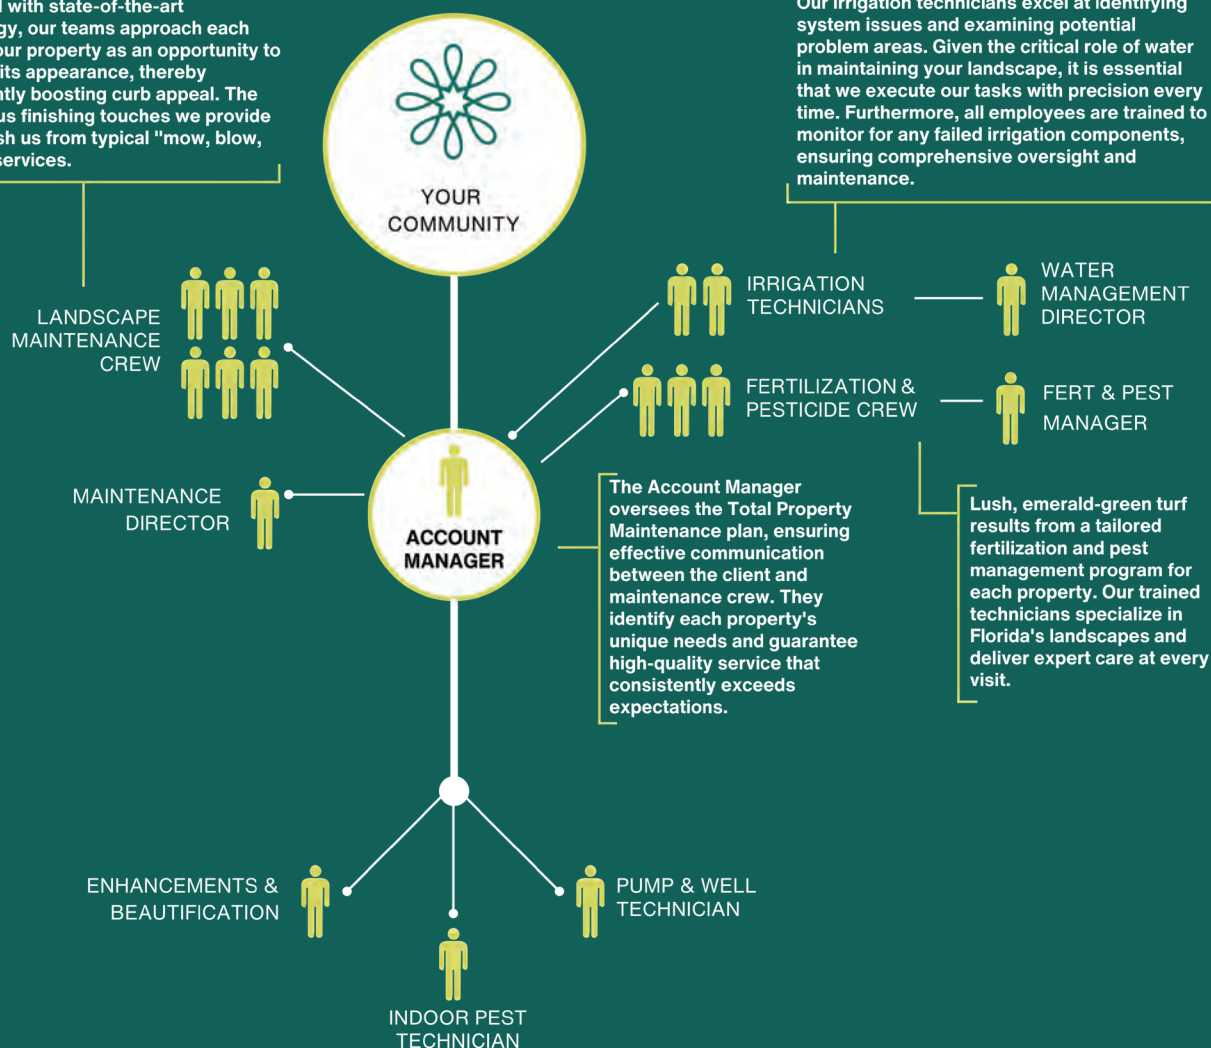 with state-of-the-art
our teams approach each
property as an opportunity to
its appearance, thereby
boosting curb appeal. The
finishing touches we provide
us from typical "mow, blow,
services.
Our irrigation technicians excel at identifying
system issues and examining potential
problem areas. Given the critical role of water
in maintaining your landscape, it is essential
that we execute our tasks with precision every
time. Furthermore, all employees are trained to
monitor for any failed irrigation components,
ensuring comprehensive oversight and
maintenance.
YOUR
COMMUNITY
LANDSCAPE
MAINTENANCE
CREW
IRRIGATION
TECHNICIANS
WATER
MANAGEMENT
DIRECTOR
FERTILIZATION &
PESTICIDE CREW
FERT & PEST
MANAGER
MAINTENANCE
DIRECTOR
ACCOUNT
MANAGER
The Account Manager
oversees the Total Property
Maintenance plan, ensuring
effective communication
between the client and
maintenance crew. They
identify each property's
unique needs and guarantee
high-quality service that
consistently exceeds
expectations.
Lush, emerald-green turf
results from a tailored
fertilization and pest
management program for
each property. Our trained
technicians specialize in
Florida's landscapes and
deliver expert care at every
visit.
ENHANCEMENTS &
BEAUTIFICATION
PUMP & WELL
TECHNICIAN
INDOOR PEST
TECHNICIAN